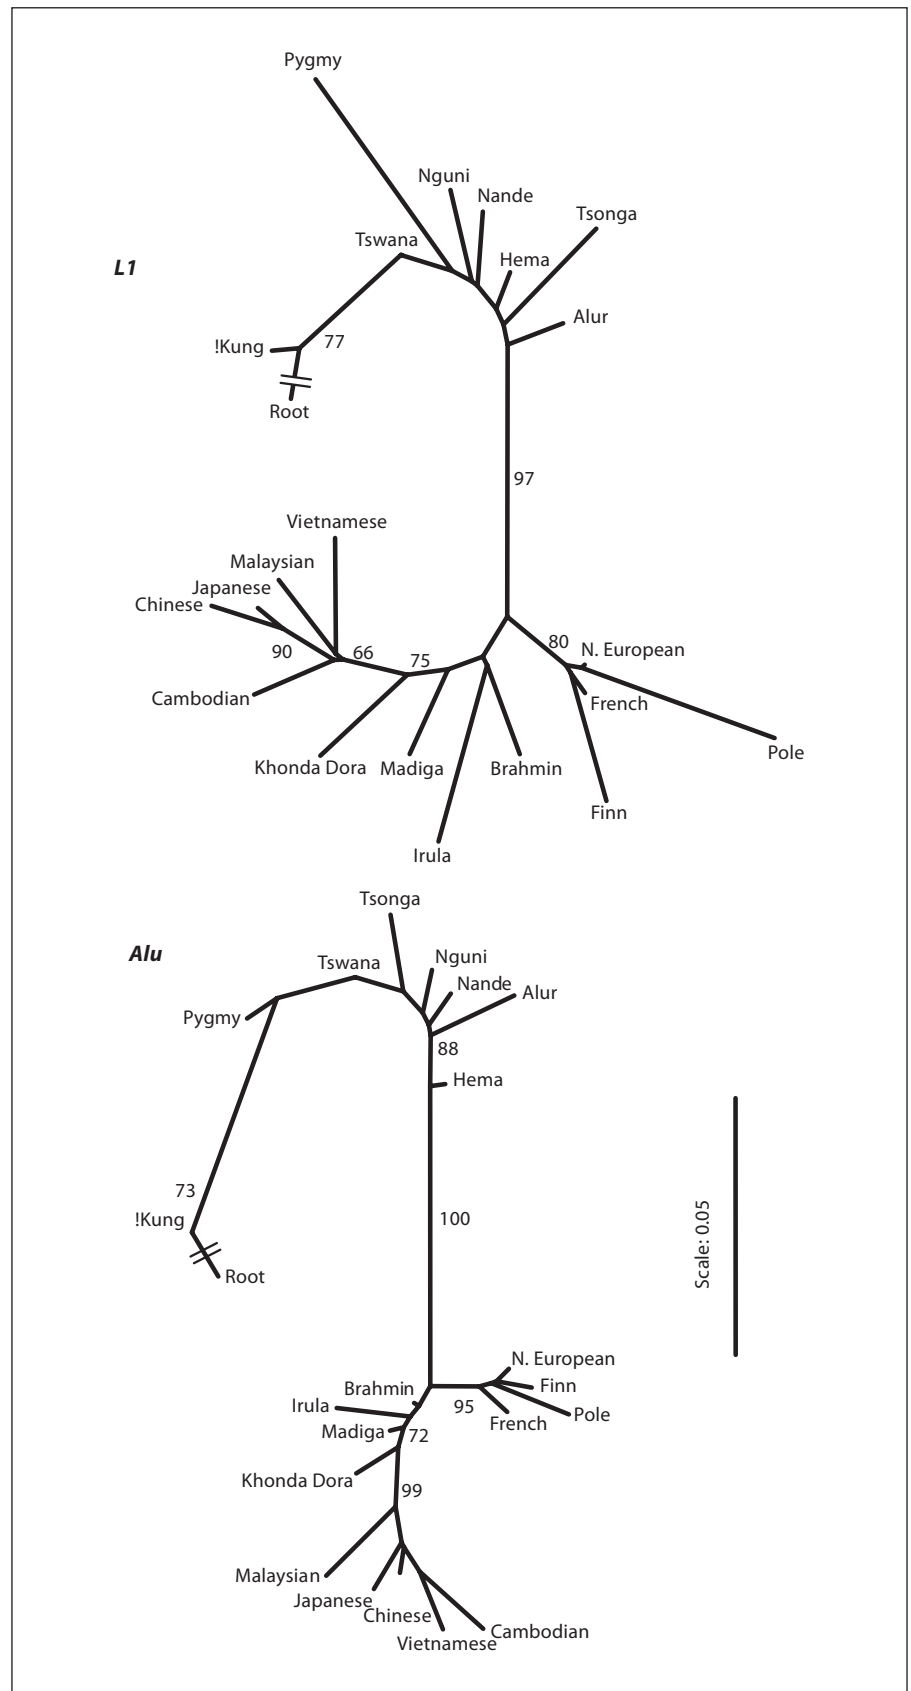 Pygmy
Nguni
Nande
Tsonga
Tswana
Hema
L1
Alur
!Kung
77
Root
97
Vietnamese
Malaysian
Japanese
Chinese
90
66
75
80
N. European
Cambodian
French
Pole
Khonda Dora
Madiga
Brahmin
Finn
Irula
Tsonga
Alu
Tswana
Nguni
Nande
Alur
Pygmy
88
Hema
73
!Kung
100
Root
Scale: 0.05
N. European
Brahmin
Finn
Irula
95
Pole
French
Madiga
72
Khonda Dora
99
Malaysian
Japanese
Chinese
Cambodian
Vietnamese